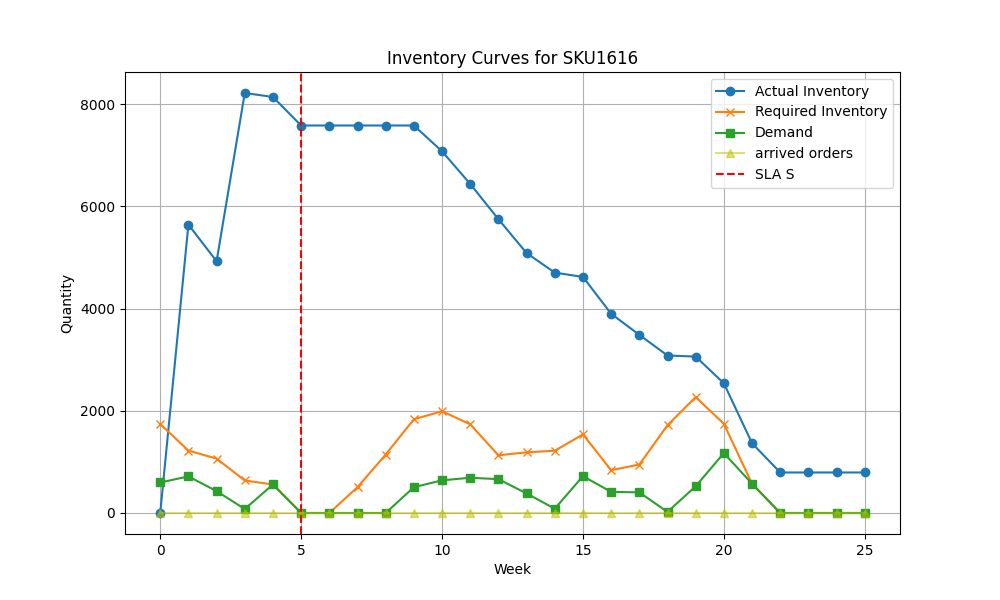 Inventory Curves for SKU1616
Actual Inventory
Required Inventory
Demand
arrived orders
SLA S
Quantity
8000
6000
4000
2000
0
0 5 10 15 20 25
Week